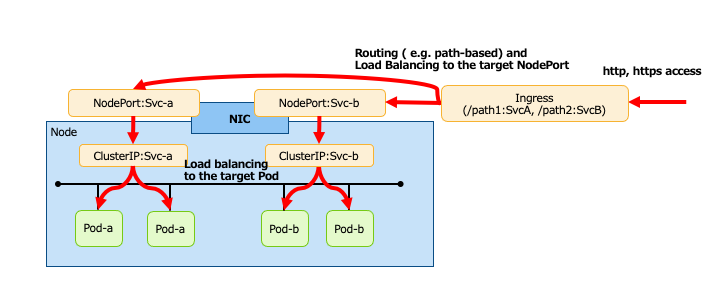 Routing ( e.g. path-based) and
Load Balancing to the target NodePort
http, https access
NodePort:Svc-a
NodePort:Svc-b
Ingress
(/path1:SvcA, /path2:SvcB)
NIC
Node
ClusterIP:Svc-a
ClusterIP:Svc-b
Load balancing
to the target Pod
Pod-a
Pod-a
Pod-b
Pod-b